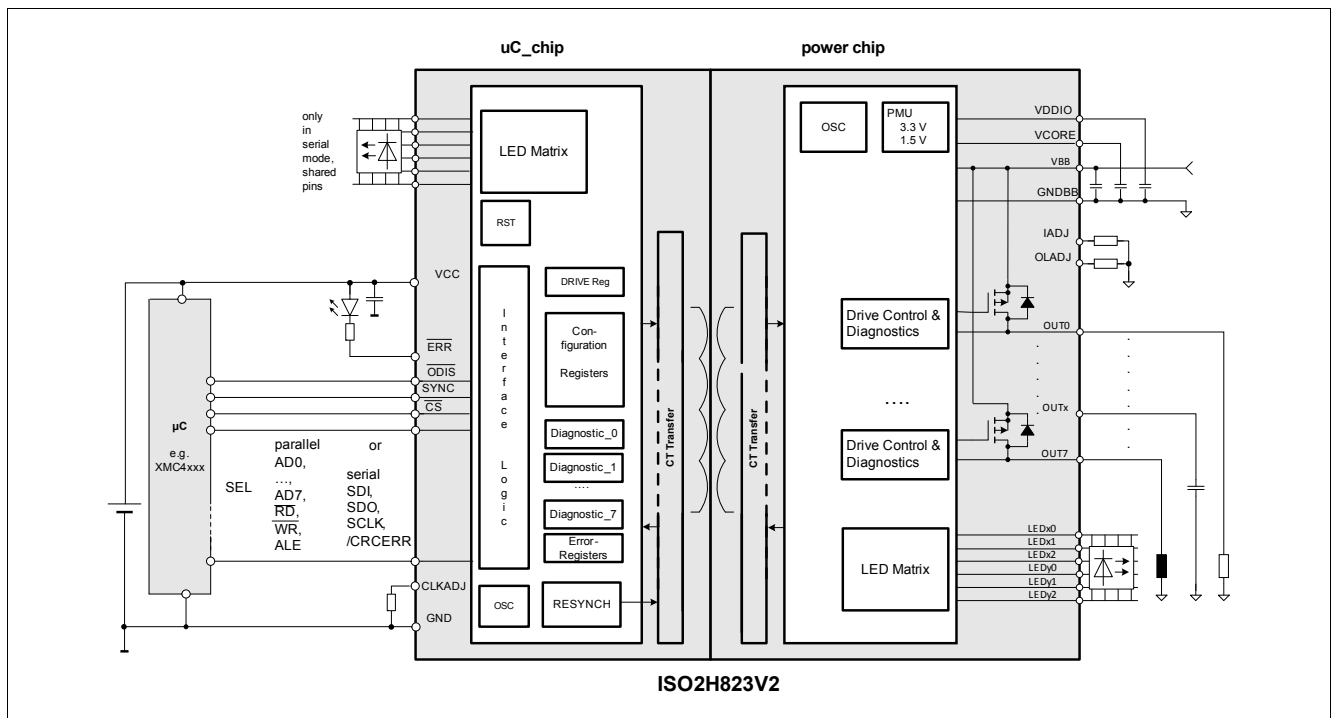 uC_chip
power chip
only
in
serial
mode,
shared
pins
LED Matrix
RST
VCC
ERR
ODIS
SYNC
CS
µC
e.g.
XMC4xxx
SEL
parallel
AD0,
...,
AD7,
RD,
WR,
ALE
or
serial
SDI,
SDO,
SCLK,
/CRCERR
CLKADJ
GND
Interface
Logic
DRIVE Reg
Con-
figuration
Registers
Diagnostic_0
Diagnostic_1
....
Diagnostic_7
Error-
Registers
OSC
RESYNCH
CT Transfer
CT Transfer
OSC
PMU
3.3 V
1.5 V
Drive Control &
Diagnostics
....
Drive Control &
Diagnostics
LED Matrix
VDDIO
VCORE
VBB
GNDBB
IADJ
OLADJ
OUT0
OUTx
OUT7
LEDx0
LEDx1
LEDx2
LEDy0
LEDy1
LEDy2
ISO2H823V2